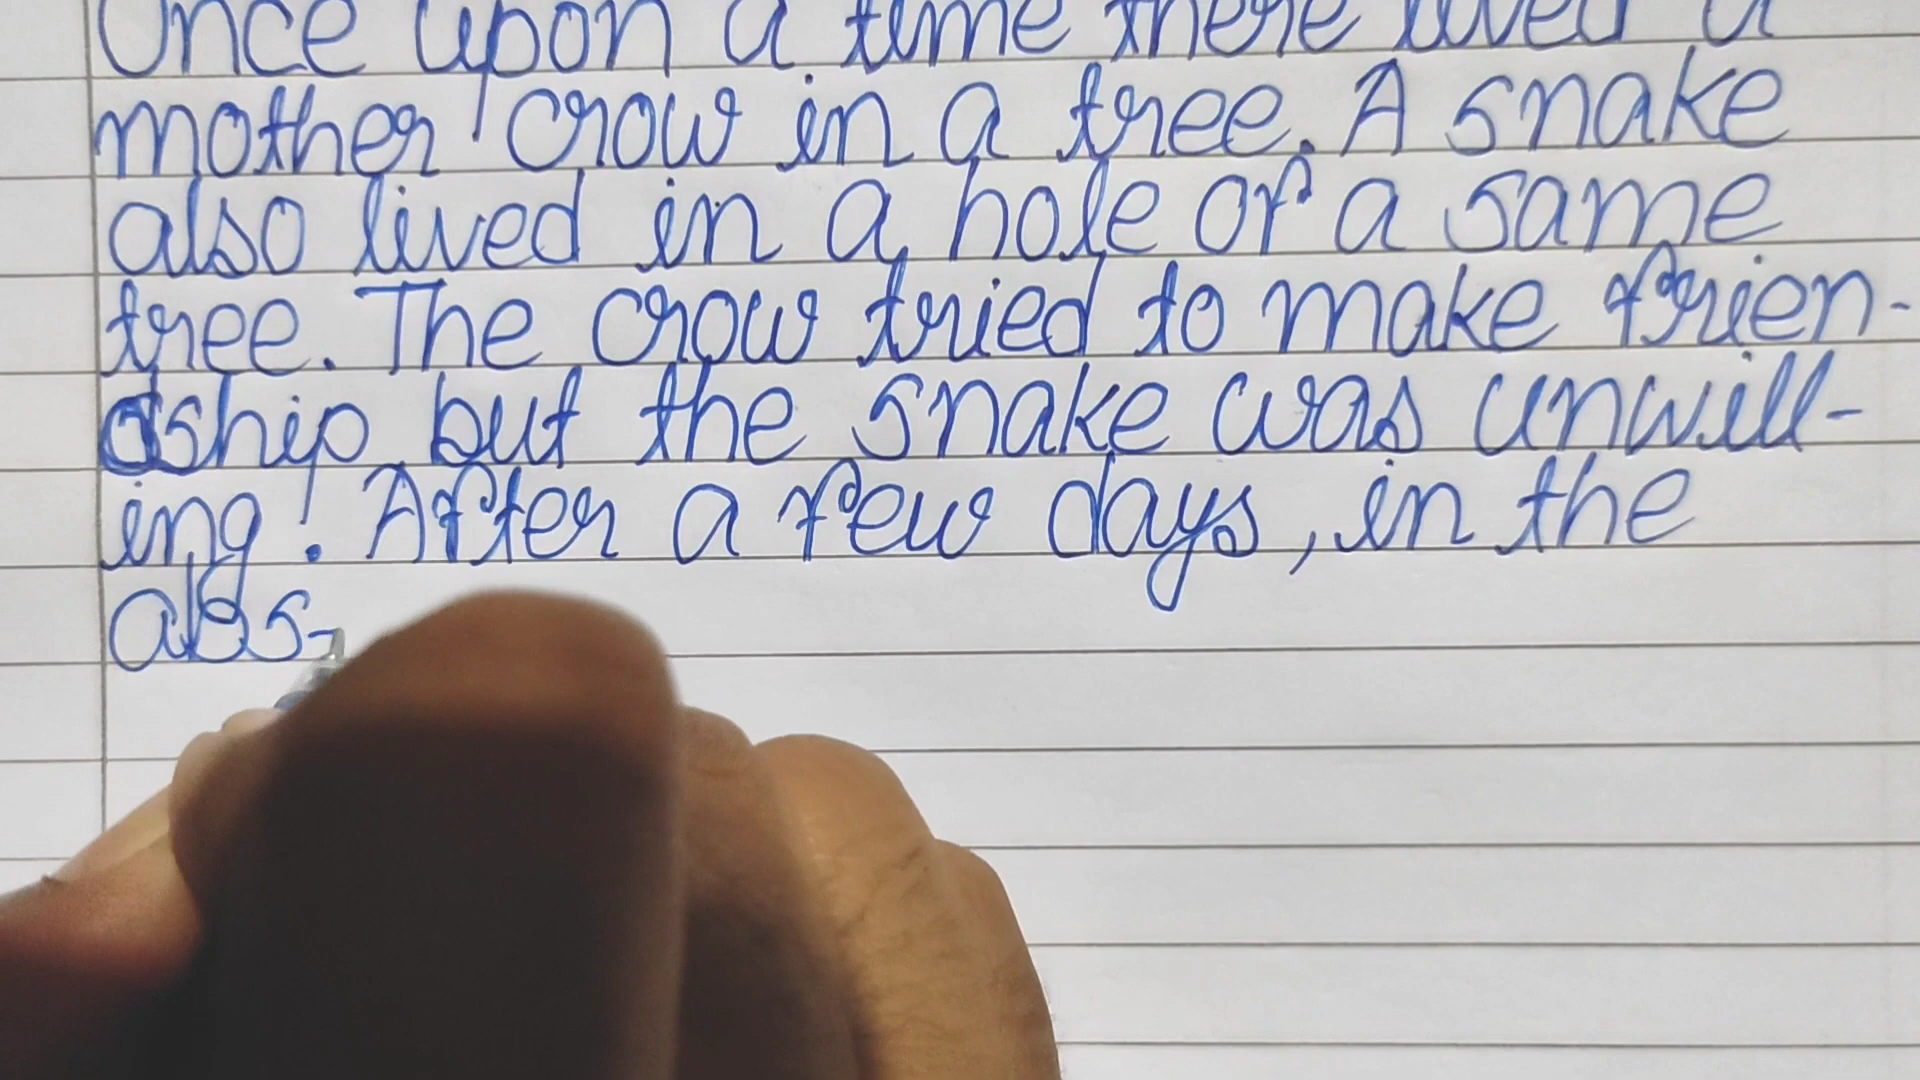 Once upon a time there lived a
mother crow in a tree. A snake
also lived in a hole of a same
tree. The crow tried to make frien-
dship but the snake was unwill-
ing. After a few days, in the
abs